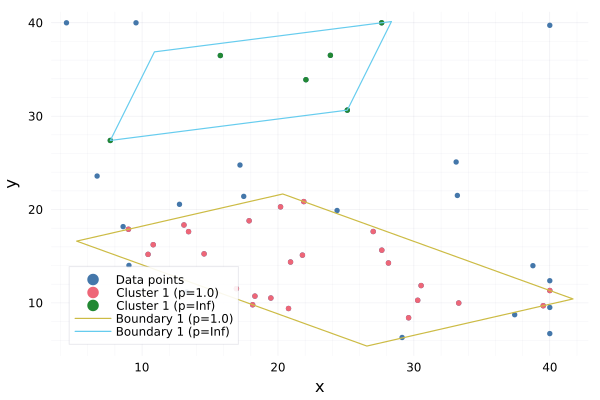 40
30
20
10
y
Data points
Cluster 1 (p=1.0)
Cluster 1 (p=Inf)
Boundary 1 (p=1.0)
Boundary 1 (p=Inf)
10 20 30 40
x